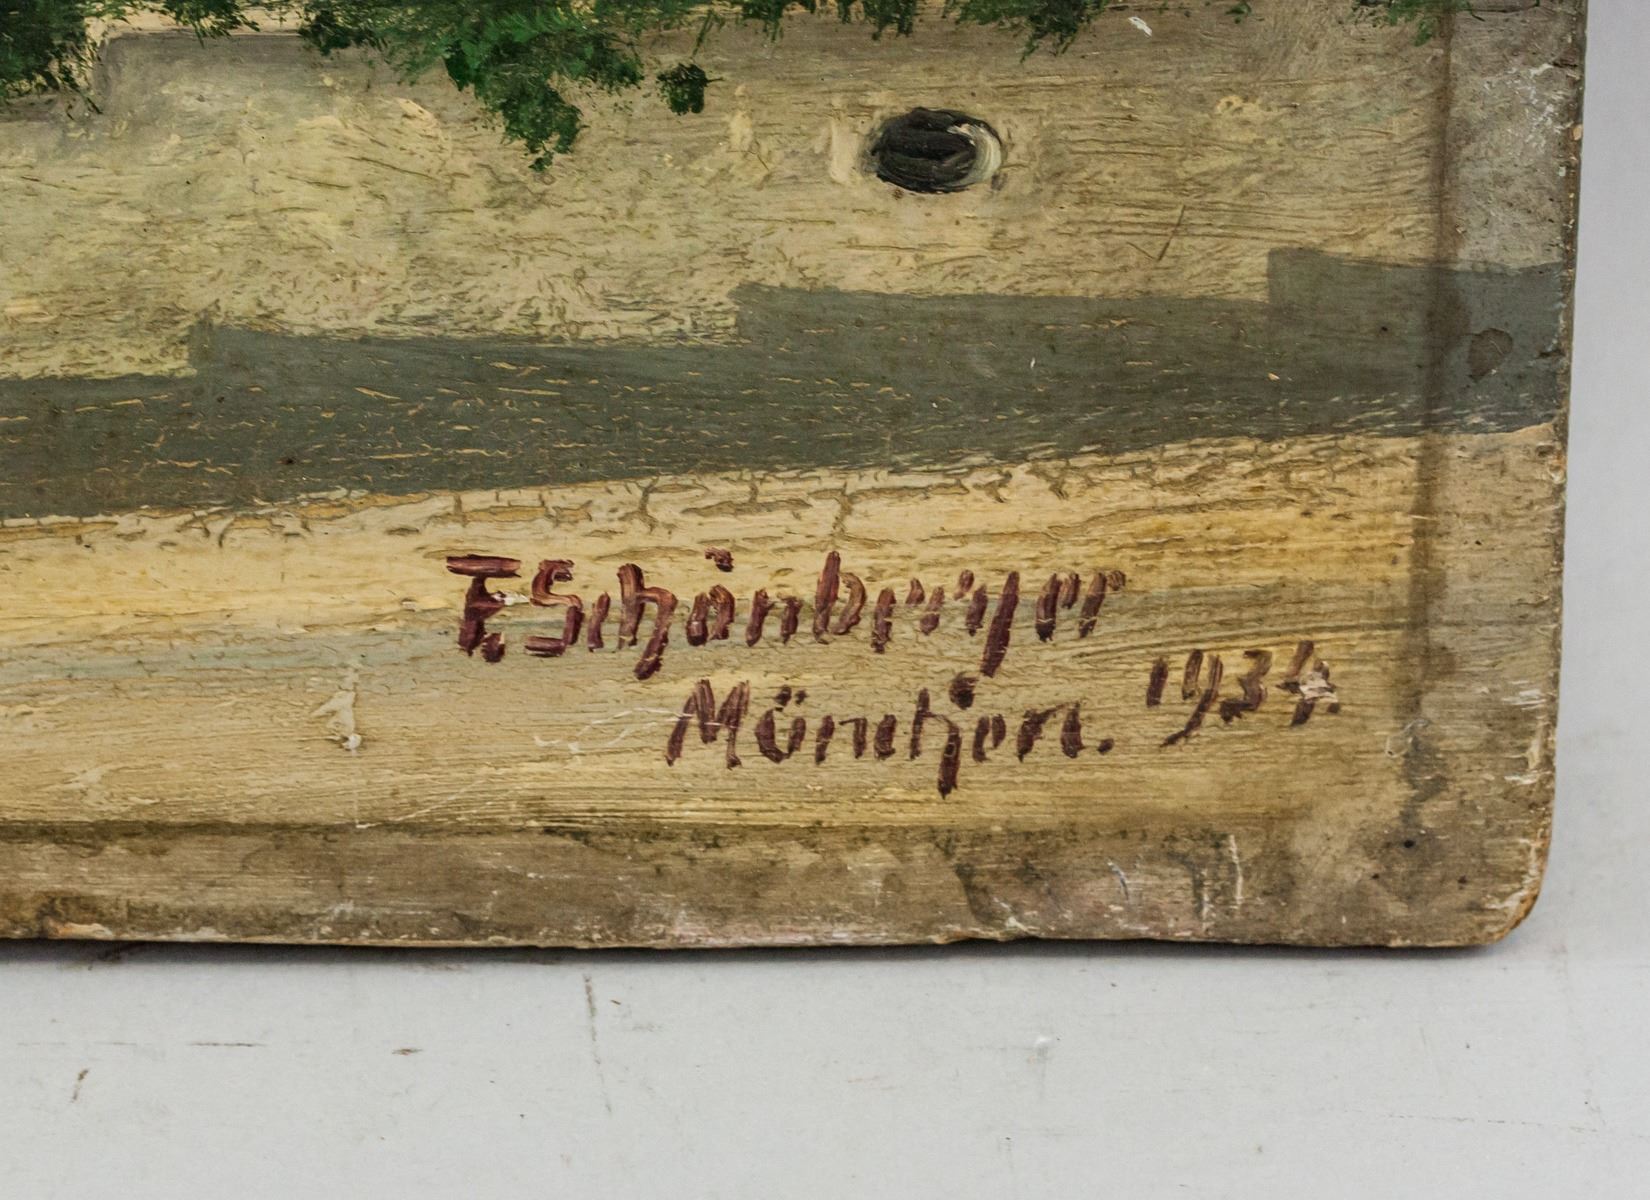 F. Schönberger
München. 1934.